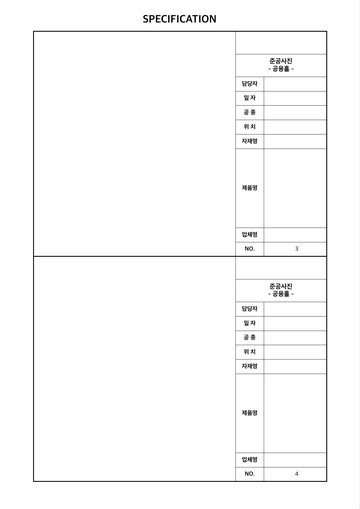 SPECIFICATION
준공사진
- 공용홀 -
담당자
일 자
공 종
위 치
자재명
제품명
업체명
NO. 3
준공사진
- 공용홀 -
담당자
일 자
공 종
위 치
자재명
제품명
업체명
NO. 4